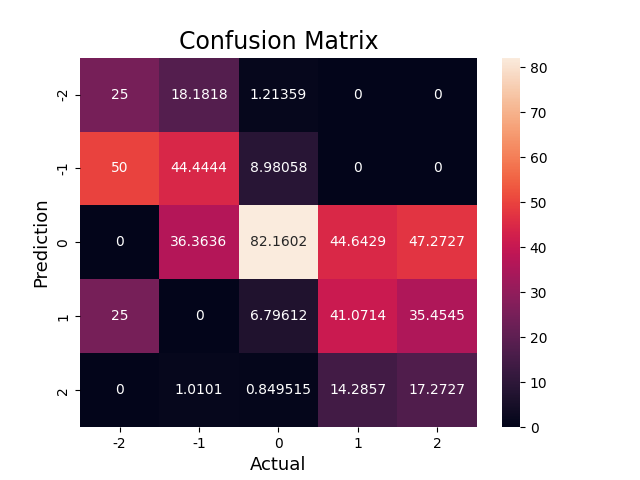 Confusion Matrix
80
-2 25 18.1818 1.21359 0 0
70
60
-1 50 44.4444 8.98058 0 0
50
Prediction
0 0 36.3636 82.1602 44.6429 47.2727
40
30
1 25 0 6.79612 41.0714 35.4545
20
2 0 1.0101 0.849515 14.2857 17.2727
10
0
-2 -1 0 1 2
Actual